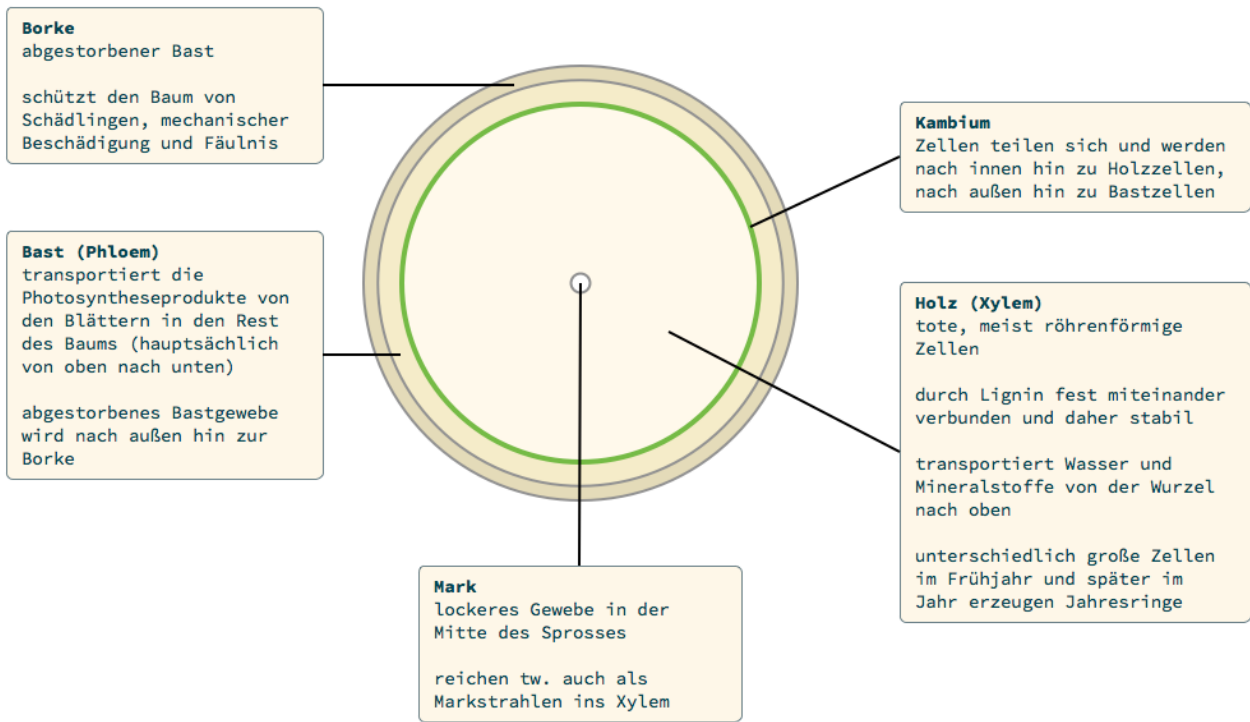 Borke
abgestorbener Bast
schützt den Baum von
Schädlingen, mechanischer
Beschädigung und Fäulnis
Bast (Phloem)
transportiert die
Photosyntheseprodukte von
den Blättern in den Rest
des Baums (hauptsächlich
von oben nach unten)
abgestorbenes Bastgewebe
wird nach außen hin zur
Borke
Mark
lockeres Gewebe in der
Mitte des Sprosses
reichen tw. auch als
Markstrahlen ins Xylem
Kambium
Zellen teilen sich und werden
nach innen hin zu Holzzellen,
nach außen hin zu Bastzellen
Holz (Xylem)
tote, meist röhrenförmige
Zellen
durch Lignin fest miteinander
verbunden und daher stabil
transportiert Wasser und
Mineralstoffe von der Wurzel
nach oben
unterschiedlich große Zellen
im Frühjahr und später im
Jahr erzeugen Jahresringe